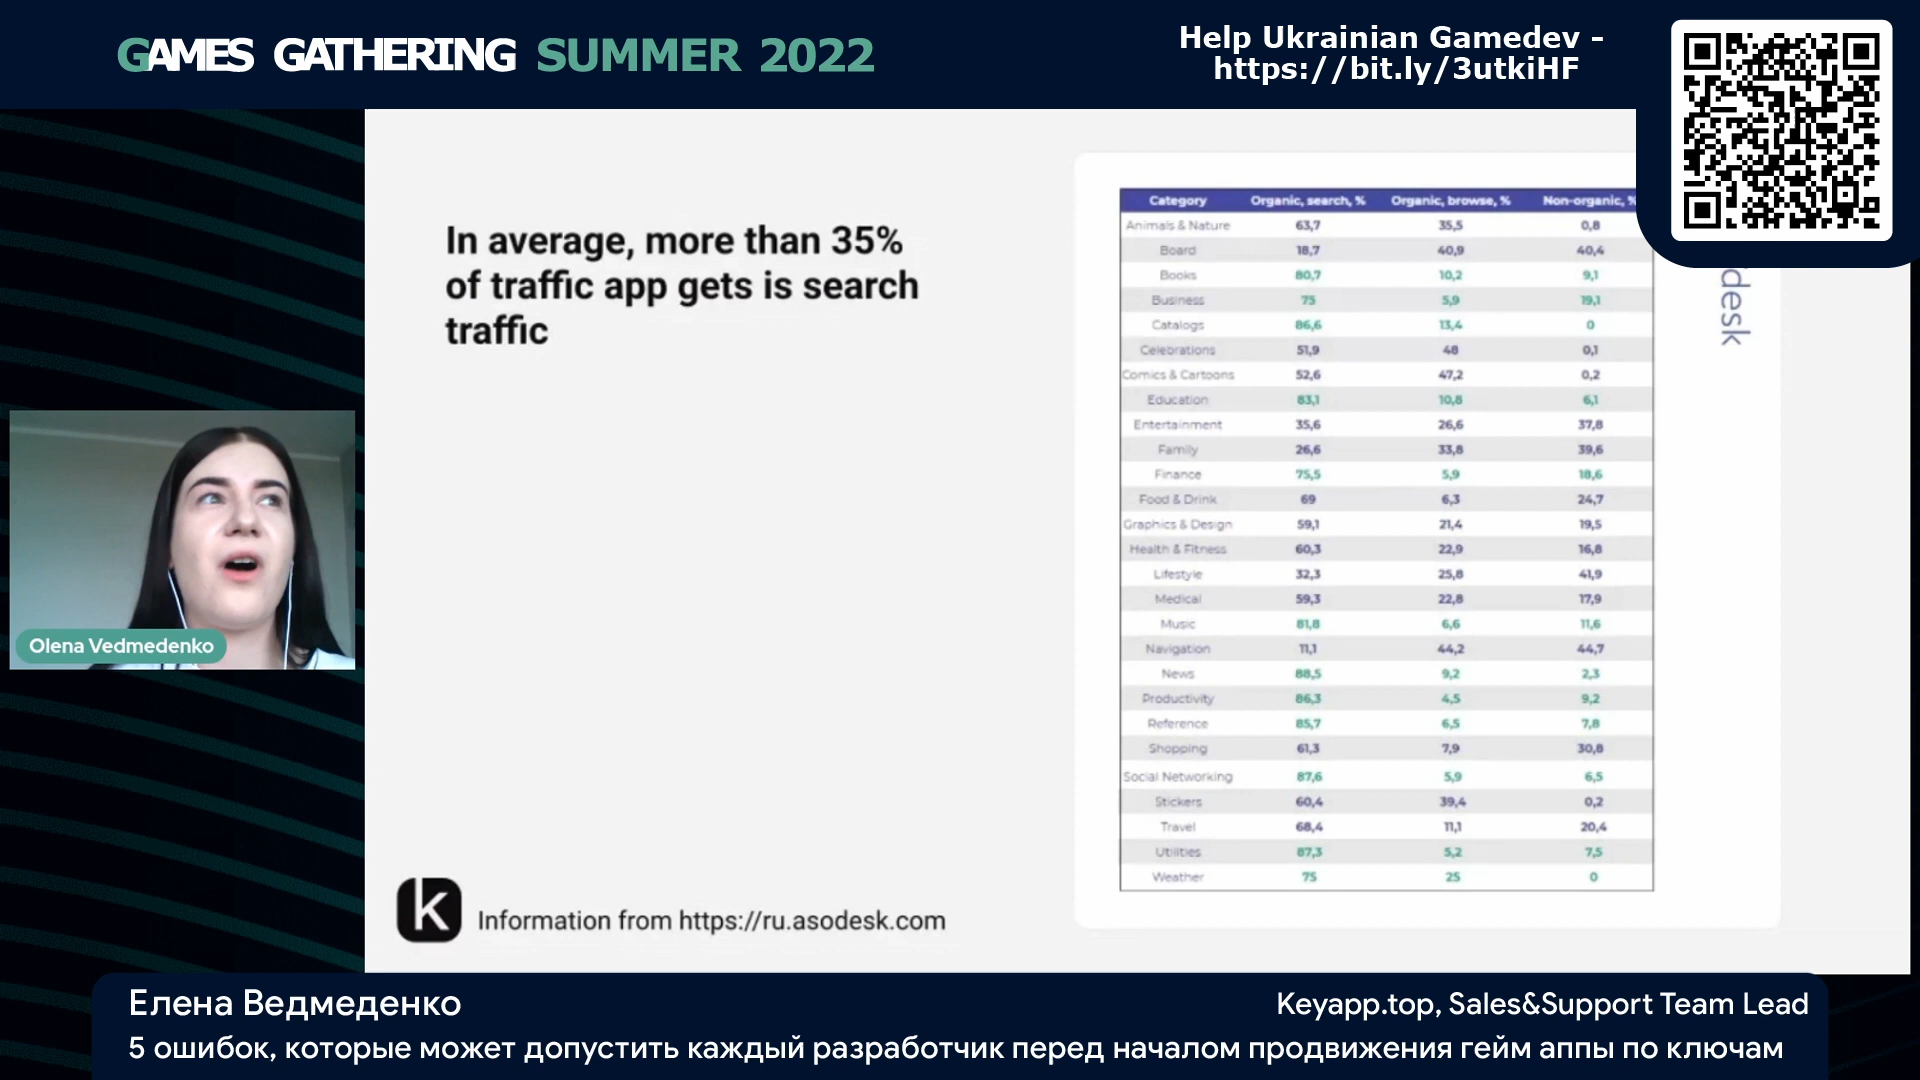 GAMES GATHERING SUMMER 2022
Help Ukrainian Gamedev -
https://bit.ly/3utkiHF
In average, more than 35%
of traffic app gets is search
traffic
Category Organic, search, % Organic, browse, % Non-organic, %
Animals & Nature 63,7 35,5 0,8
Board 18,7 40,9 40,4
Books 80,7 10,2 9,1
Business 75 5,9 19,1
Catalogs 86,6 13,4 0
Celebrations 51,9 48 0,1
Comics & Cartoons 52,6 47,2 0,2
Education 83,1 10,8 6,1
Entertainment 35,6 26,6 37,8
Family 26,6 33,8 39,6
Finance 75,5 5,9 18,6
Food & Drink 69 6,3 24,7
Graphics & Design 59,1 21,4 19,5
Health & Fitness 60,3 22,9 16,8
Lifestyle 32,3 25,8 41,9
Medical 59,3 22,8 17,9
Music 81,8 6,6 11,6
Navigation 11,1 44,2 44,7
News 88,5 9,2 2,3
Productivity 86,3 4,5 9,2
Reference 85,7 6,5 7,8
Shopping 61,3 7,9 30,8
Social Networking 87,6 5,9 6,5
Stickers 60,4 39,4 0,2
Travel 68,4 11,1 20,4
Utilities 87,3 5,2 7,5
Weather 75 25 0
desk
Olena Vedmedenko
k
Information from https://ru.asodesk.com
Елена Ведмеденко
Keyapp.top, Sales&Support Team Lead
5 ошибок, которые может допустить каждый разработчик перед началом продвижения гейм аппы по ключам